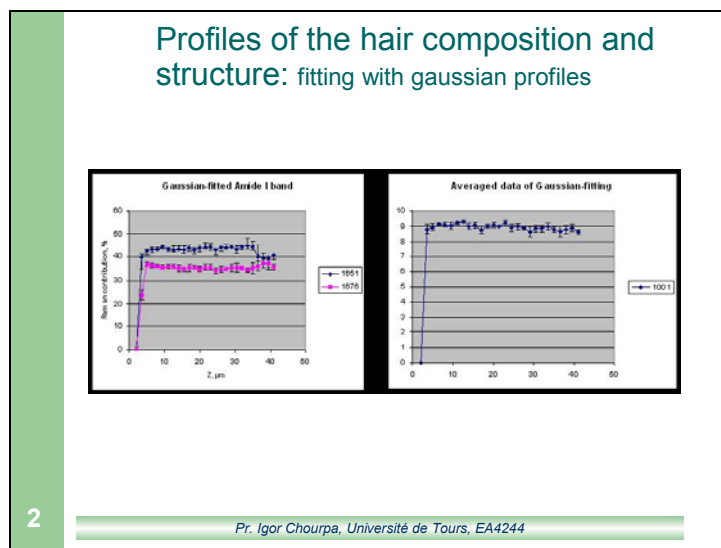 Profiles of the hair composition and
structure: fitting with gaussian profiles
Gaussian-fitted Amide I band
Raman contribution, %
60
50
40
30
20
10
0
0 10 20 30 40 50
Z, µm
1651
1676
Averaged data of Gaussian-fitting
10
9
8
7
6
5
4
3
2
1
0
0 10 20 30 40 50
1001
2
Pr. Igor Chourpa, Université de Tours, EA4244